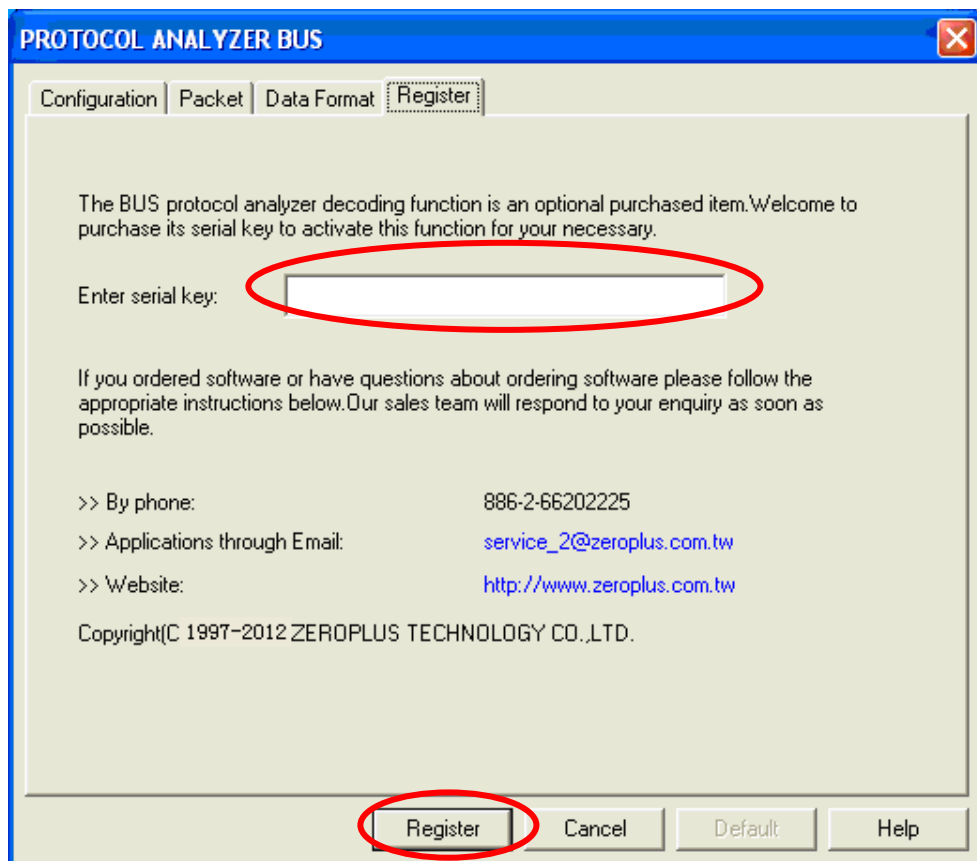 PROTOCOL ANALYZER BUS
Configuration Packet Data Format Register
The BUS protocol analyzer decoding function is an optional purchased item.Welcome to
purchase its serial key to activate this function for your necessary.
Enter serial key:
If you ordered software or have questions about ordering software please follow the
appropriate instructions below.Our sales team will respond to your enquiry as soon as
possible.
>> By phone: 886-2-66202225
>> Applications through Email: service_2@zeroplus.com.tw
>> Website: http://www.zeroplus.com.tw
Copyright(C 1997-2012 ZEROPLUS TECHNOLOGY CO.,LTD.
Register Cancel Default Help